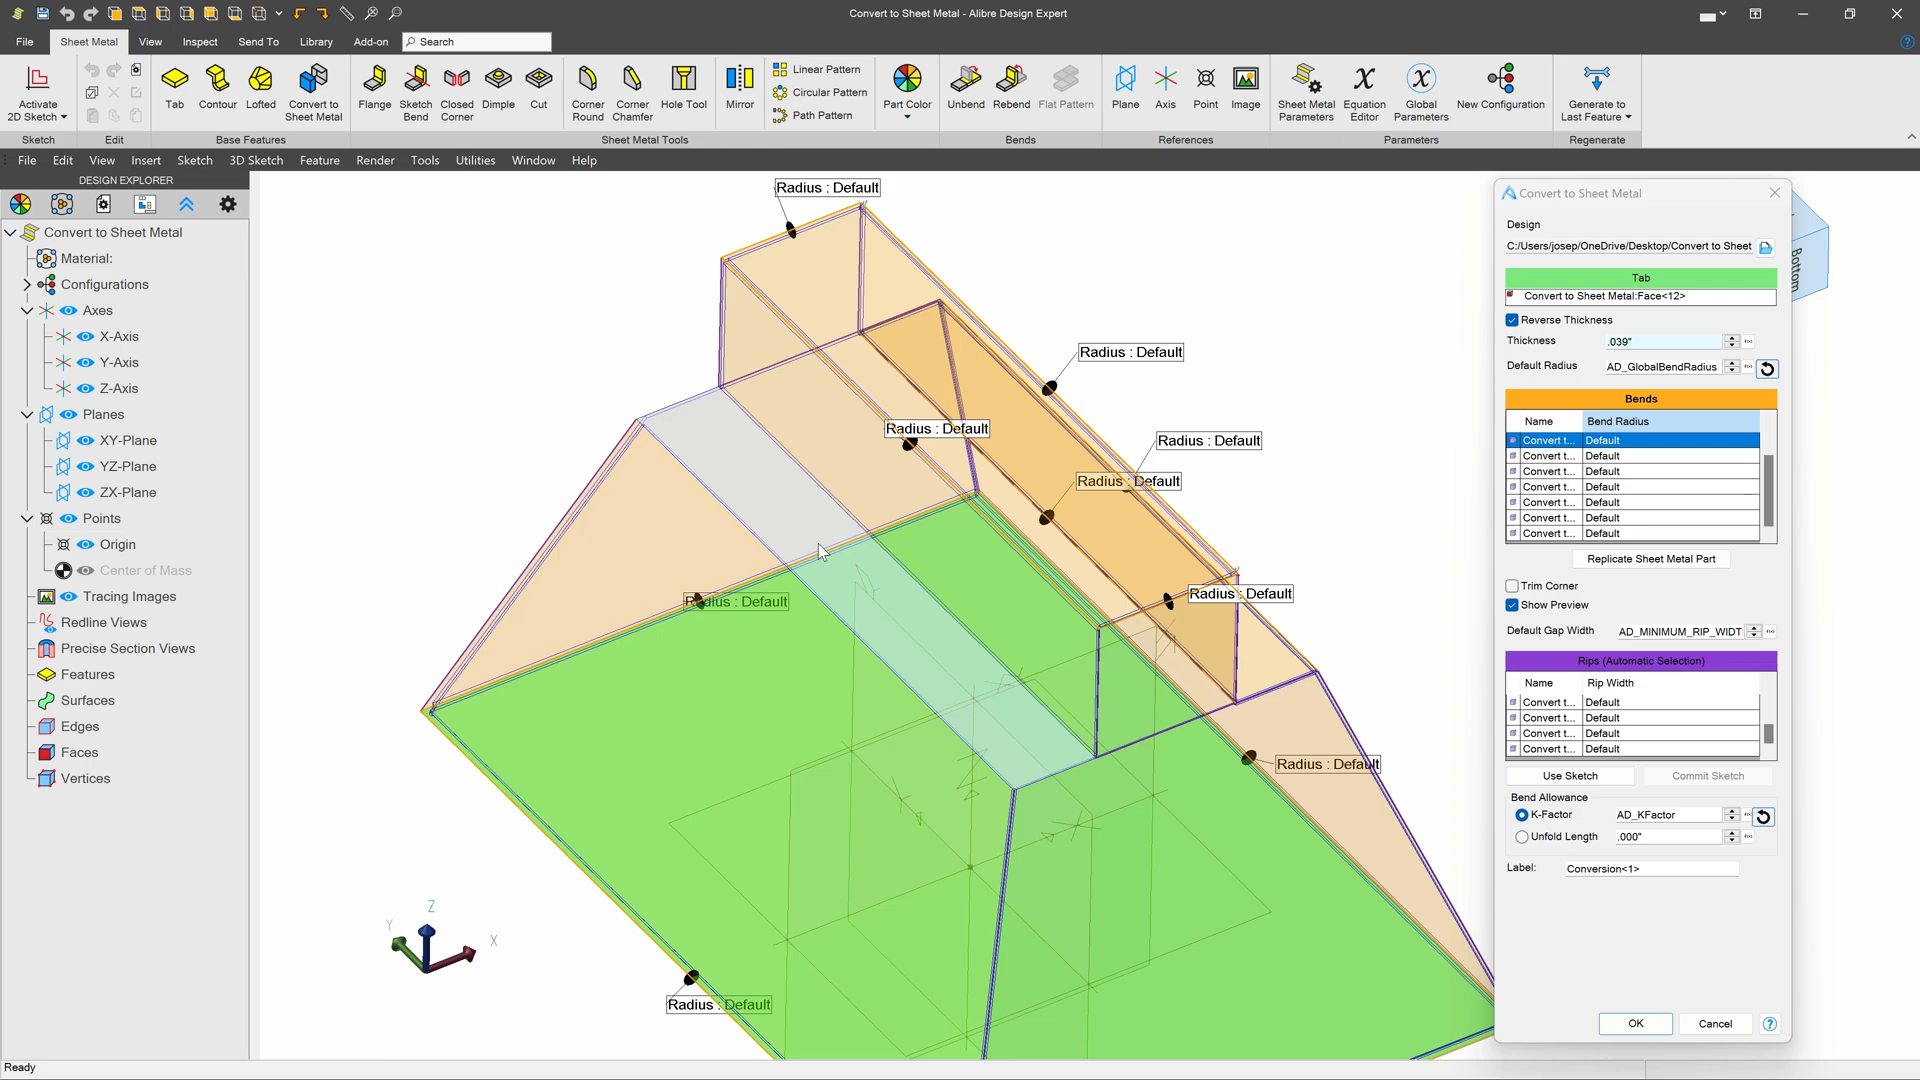 Convert to Sheet Metal - Alibre Design Expert
File Sheet Metal View Inspect Send To Library Add-on Search
Activate
2D Sketch
Sketch
Edit
Tab Contour Lofted Convert to
Sheet Metal
Base Features
Flange Sketch
Bend Closed
Corner Dimple Cut
Corner
Round Corner
Chamfer Hole Tool
Mirror
Linear Pattern
Circular Pattern
Path Pattern
Part Color
Sheet Metal Tools
Unbend Rebend Flat Pattern
Bends
Plane Axis Point Image
References
Sheet Metal
Parameters Equation
Editor Global
Parameters New Configuration
Parameters
Generate to
Last Feature
Regenerate
File Edit View Insert Sketch 3D Sketch Feature Render Tools Utilities Window Help
DESIGN EXPLORER
Convert to Sheet Metal
Material:
Configurations
Axes
X-Axis
Y-Axis
Z-Axis
Planes
XY-Plane
YZ-Plane
ZX-Plane
Points
Origin
Center of Mass
Tracing Images
Redline Views
Precise Section Views
Features
Surfaces
Edges
Faces
Vertices
Radius : Default
Radius : Default
Radius : Default
Radius : Default
Radius : Default
Radius : Default
Radius : Default
Radius : Default
Radius : Default
Z
Y
X
Bottom
Convert to Sheet Metal
Design
C:/Users/josep/OneDrive/Desktop/Convert to Sheet
Tab
Convert to Sheet Metal:Face<12>
Reverse Thickness
Thickness .039"
Default Radius AD_GlobalBendRadius
Bends
Name Bend Radius
Convert t... Default
Convert t... Default
Convert t... Default
Convert t... Default
Convert t... Default
Convert t... Default
Convert t... Default
Replicate Sheet Metal Part
Trim Corner
Show Preview
Default Gap Width AD_MINIMUM_RIP_WIDT
Rips (Automatic Selection)
Name Rip Width
Convert t... Default
Convert t... Default
Convert t... Default
Convert t... Default
Use Sketch Commit Sketch
Bend Allowance
K-Factor AD_KFactor
Unfold Length .000"
Label: Conversion<1>
OK Cancel
Ready